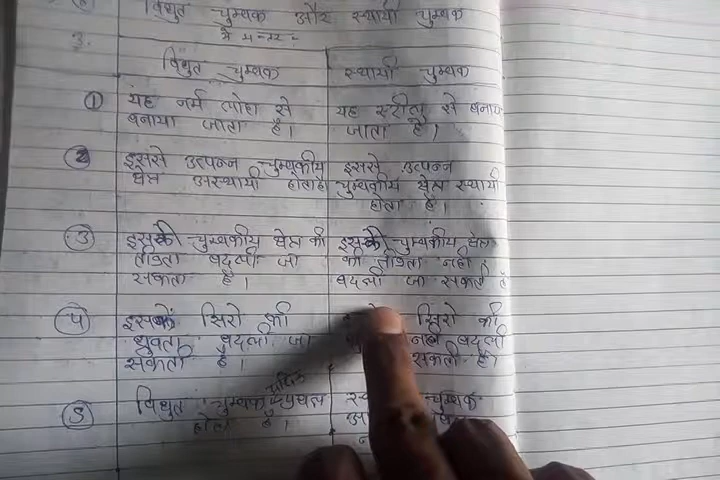 विधुत चुम्बक और स्थायी चुम्बक
में अन्तर :
3.
विधुत चुम्बक
स्थायी चुम्बक
① यह नर्म लोहा से
बनाया जाता है।
यह स्टील से बनाया
जाता है।
② इससे उत्पन्न चुम्बकीय
क्षेत्र अस्थायी होता है।
इससे उत्पन्न
चुम्बकीय क्षेत्र स्थायी
होता है।
③ इसकी चुम्बकीय क्षेत्र की
तीव्रता बदली जा
सकता है।
इसकी चुम्बकीय क्षेत्र
की तीव्रता नहीं
बदली जा सकती है
④ इसके सिरो की
ध्रुवता बदली जा
सकती है।
सिरो की
नहीं बदली
सकती है।
⑤ विधुत चुम्बक
होता है।
चुम्बक